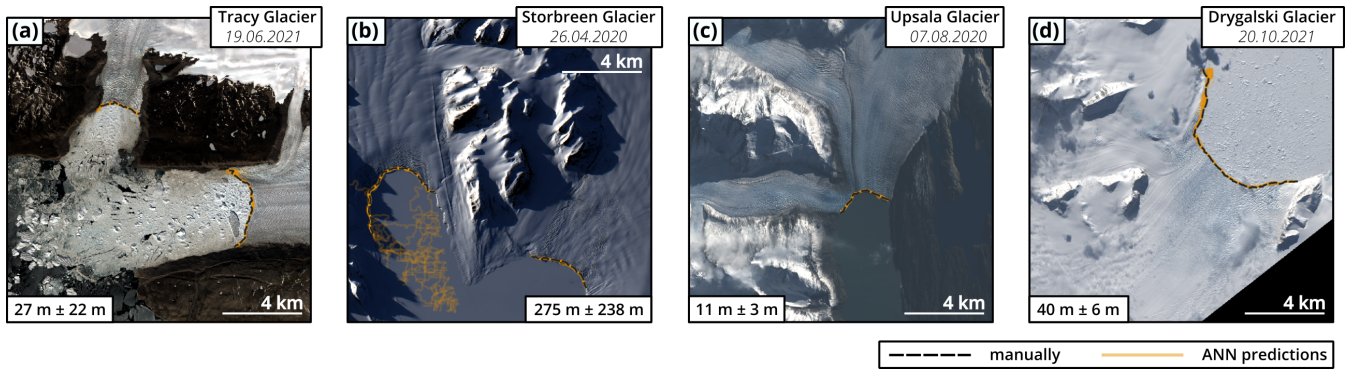 (a)
Tracy Glacier
19.06.2021
27 m ± 22 m
4 km
(b)
Storbreen Glacier
26.04.2020
4 km
275 m ± 238 m
(c)
Upsala Glacier
07.08.2020
11 m ± 3 m
4 km
(d)
Drygalski Glacier
20.10.2021
40 m ± 6 m
4 km
manually
ANN predictions